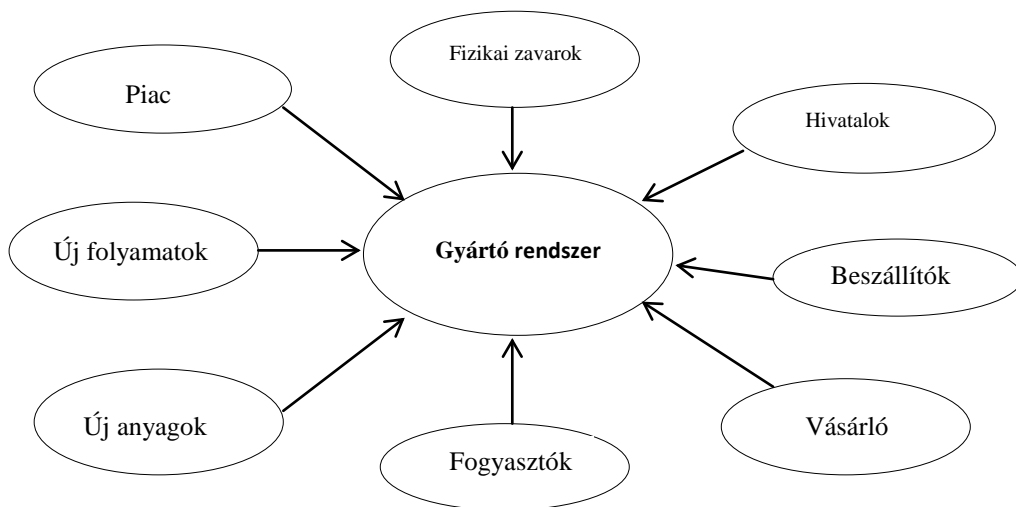 Fizikai zavarok
Piac
Hivatalok
Új folyamatok
Gyártó rendszer
Beszállítók
Új anyagok
Vásárló
Fogyasztók